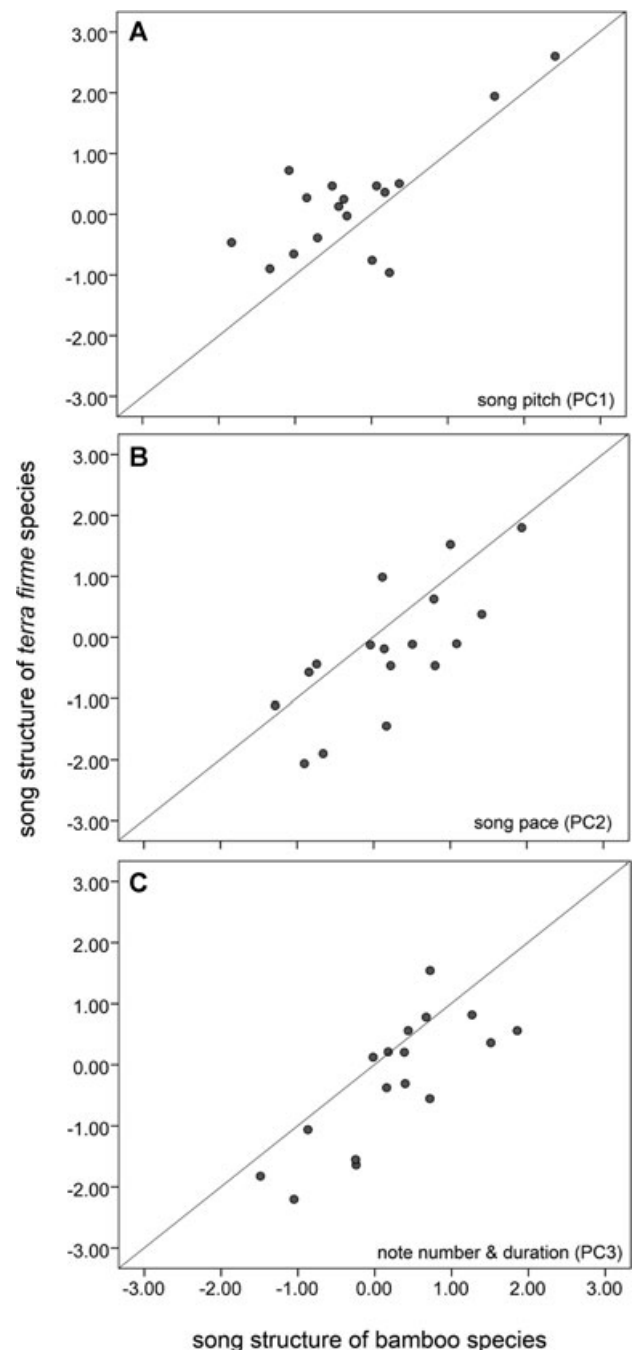 A
3.00
2.00
1.00
0.00
-1.00
-2.00
-3.00
song pitch (PC1)
B
3.00
2.00
1.00
0.00
-1.00
-2.00
-3.00
song pace (PC2)
song structure of terra firme species
C
3.00
2.00
1.00
0.00
-1.00
-2.00
-3.00
note number & duration (PC3)
-3.00 -2.00 -1.00 0.00 1.00 2.00 3.00
song structure of bamboo species